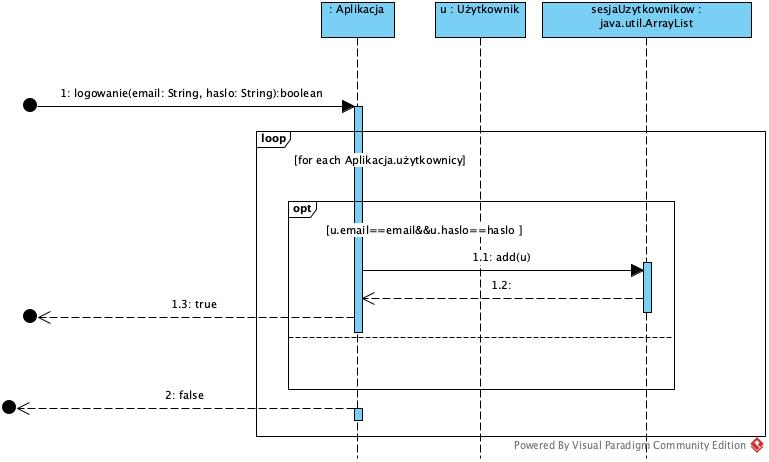 : Aplikacja
u : Użytkownik
sesjaUzytkownikow :
java.util.ArrayList
1: logowanie(email: String, haslo: String):boolean
loop
[for each Aplikacja.użytkownicy]
opt
[u.email==email&&u.haslo==haslo ]
1.1: add(u)
1.2:
1.3: true
2: false
Powered By Visual Paradigm Community Edition